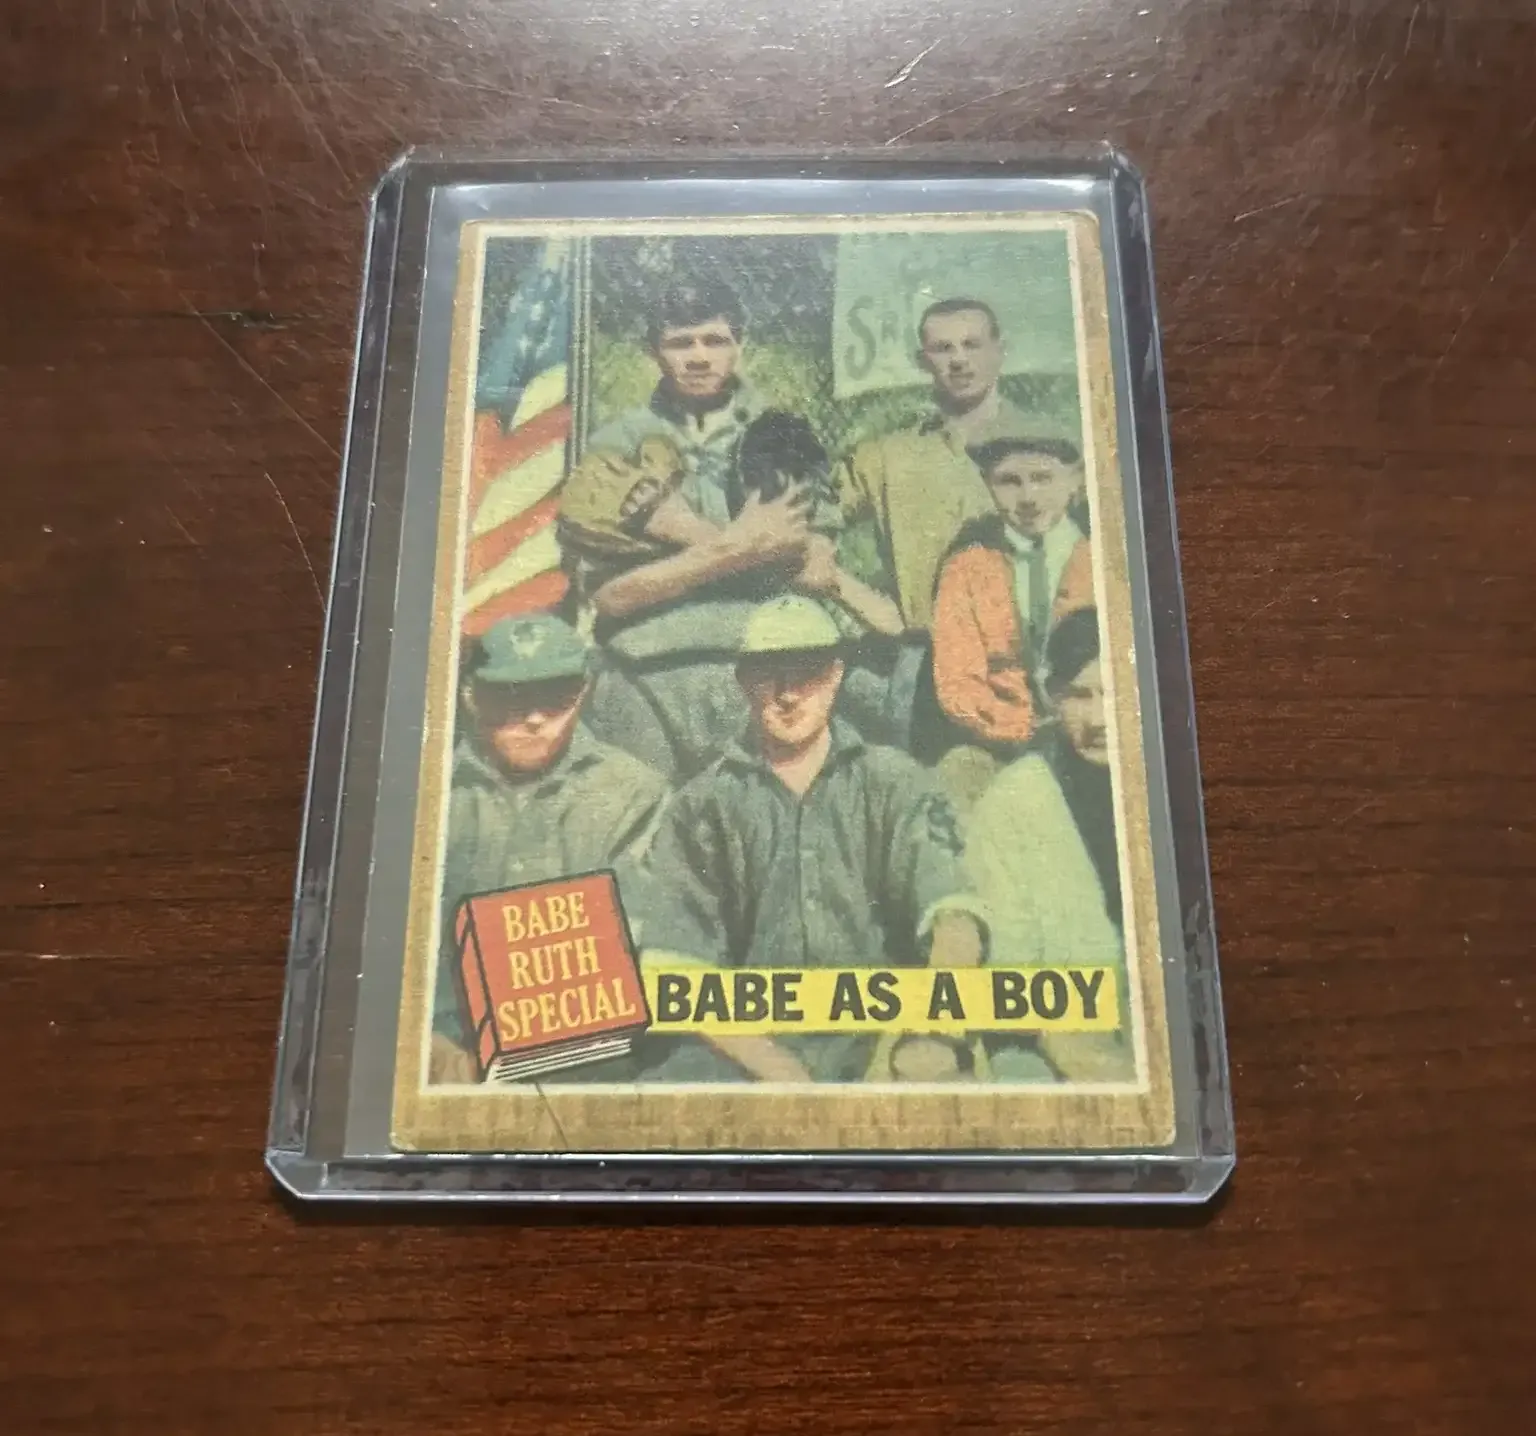 BABE
RUTH
SPECIAL
BABE AS A BOY